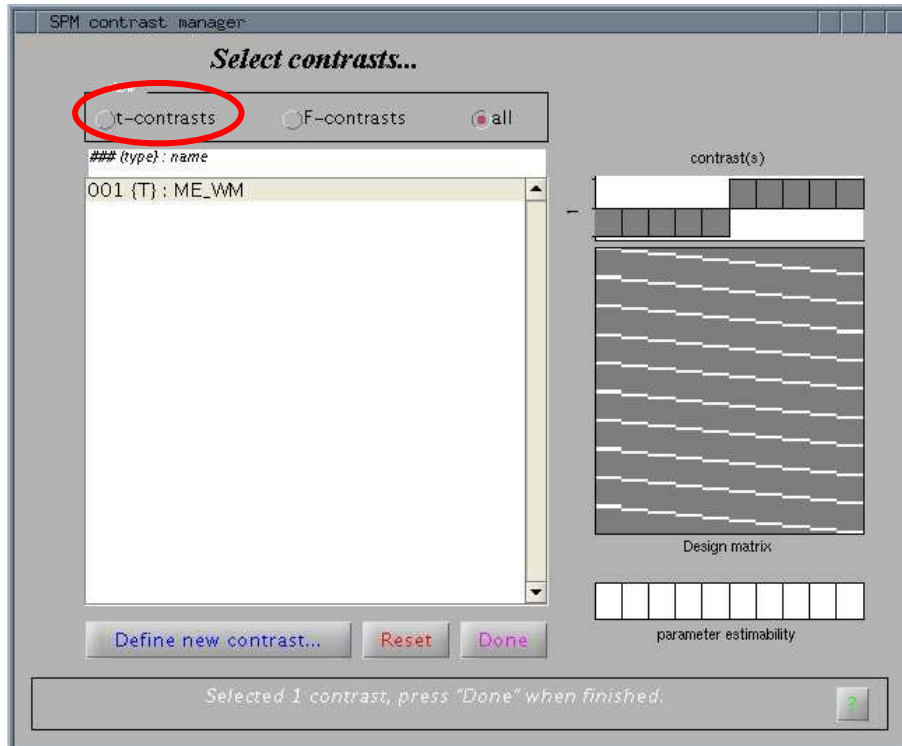 SPM contrast manager
Select contrasts...
t-contrasts F-contrasts all
### {type} : name
001 {T} : ME_WM
contrast(s)
1
Design matrix
parameter estimability
Define new contrast... Reset Done
Selected 1 contrast, press "Done" when finished.
?